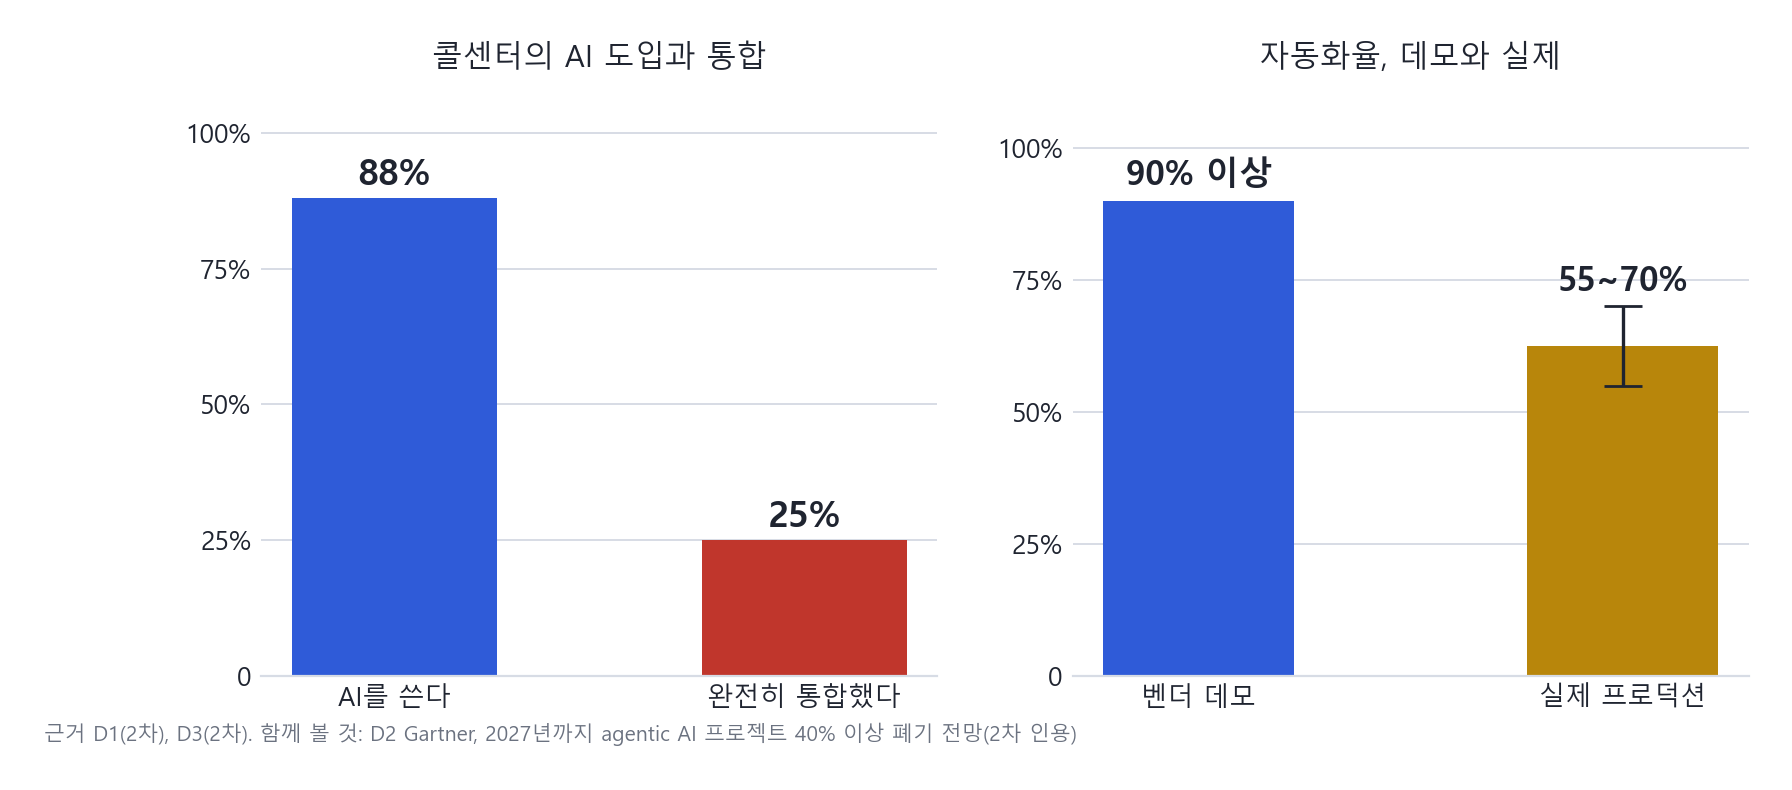 콜센터의 AI 도입과 통합
100%
75%
50%
25%
0
88%
25%
AI를 쓴다
완전히 통합했다
자동화율, 데모와 실제
100%
75%
50%
25%
0
90% 이상
55~70%
벤더 데모
실제 프로덕션
근거 D1(2차), D3(2차). 함께 볼 것: D2 Gartner, 2027년까지 agentic AI 프로젝트 40% 이상 폐기 전망(2차 인용)